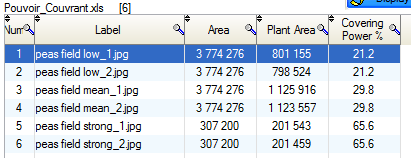 Pouvoir_Couvrant.xls [6]
Display
Num Label Area Plant Area Covering Power %
1 peas field low_1.jpg 3 774 276 801 155 21.2
2 peas field low_2.jpg 3 774 276 798 524 21.2
3 peas field mean_1.jpg 3 774 276 1 125 916 29.8
4 peas field mean_2.jpg 3 774 276 1 123 557 29.8
5 peas field strong_1.jpg 307 200 201 543 65.6
6 peas field strong_2.jpg 307 200 201 459 65.6